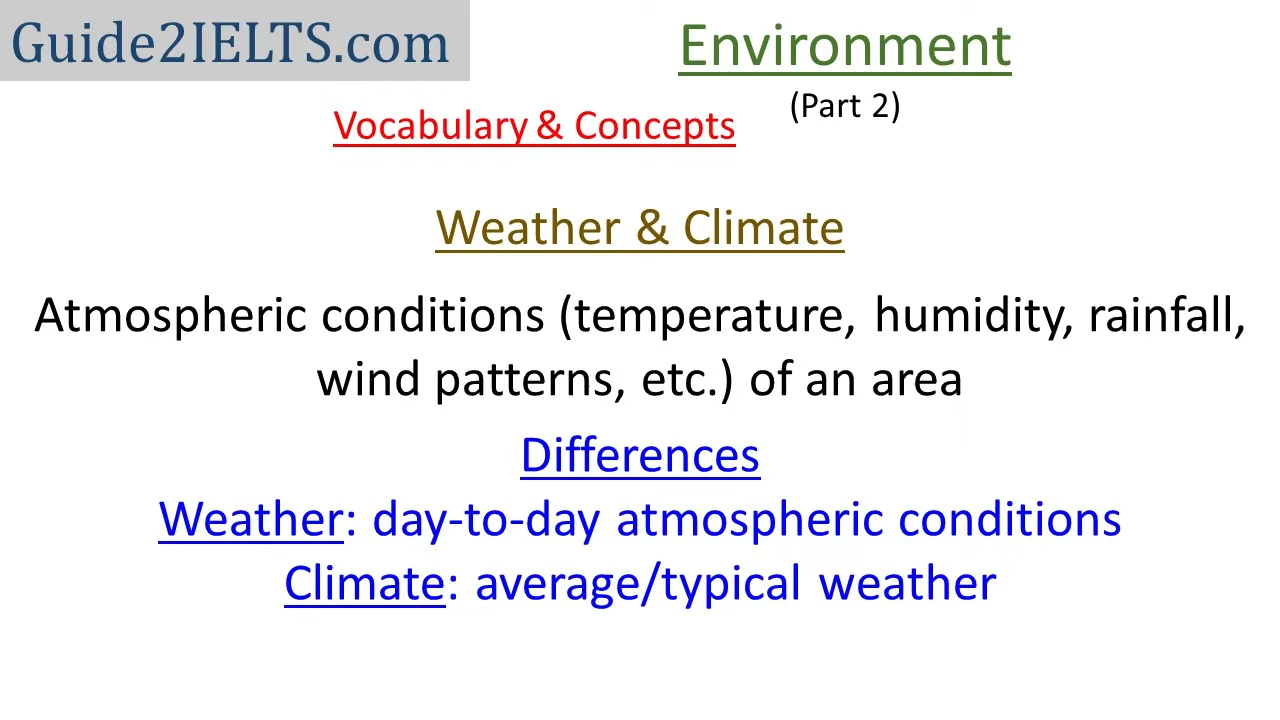 Guide2IELTS.com
Environment
(Part 2)
Vocabulary & Concepts
Weather & Climate
Atmospheric conditions (temperature, humidity, rainfall,
wind patterns, etc.) of an area
Differences
Weather: day-to-day atmospheric conditions
Climate: average/typical weather